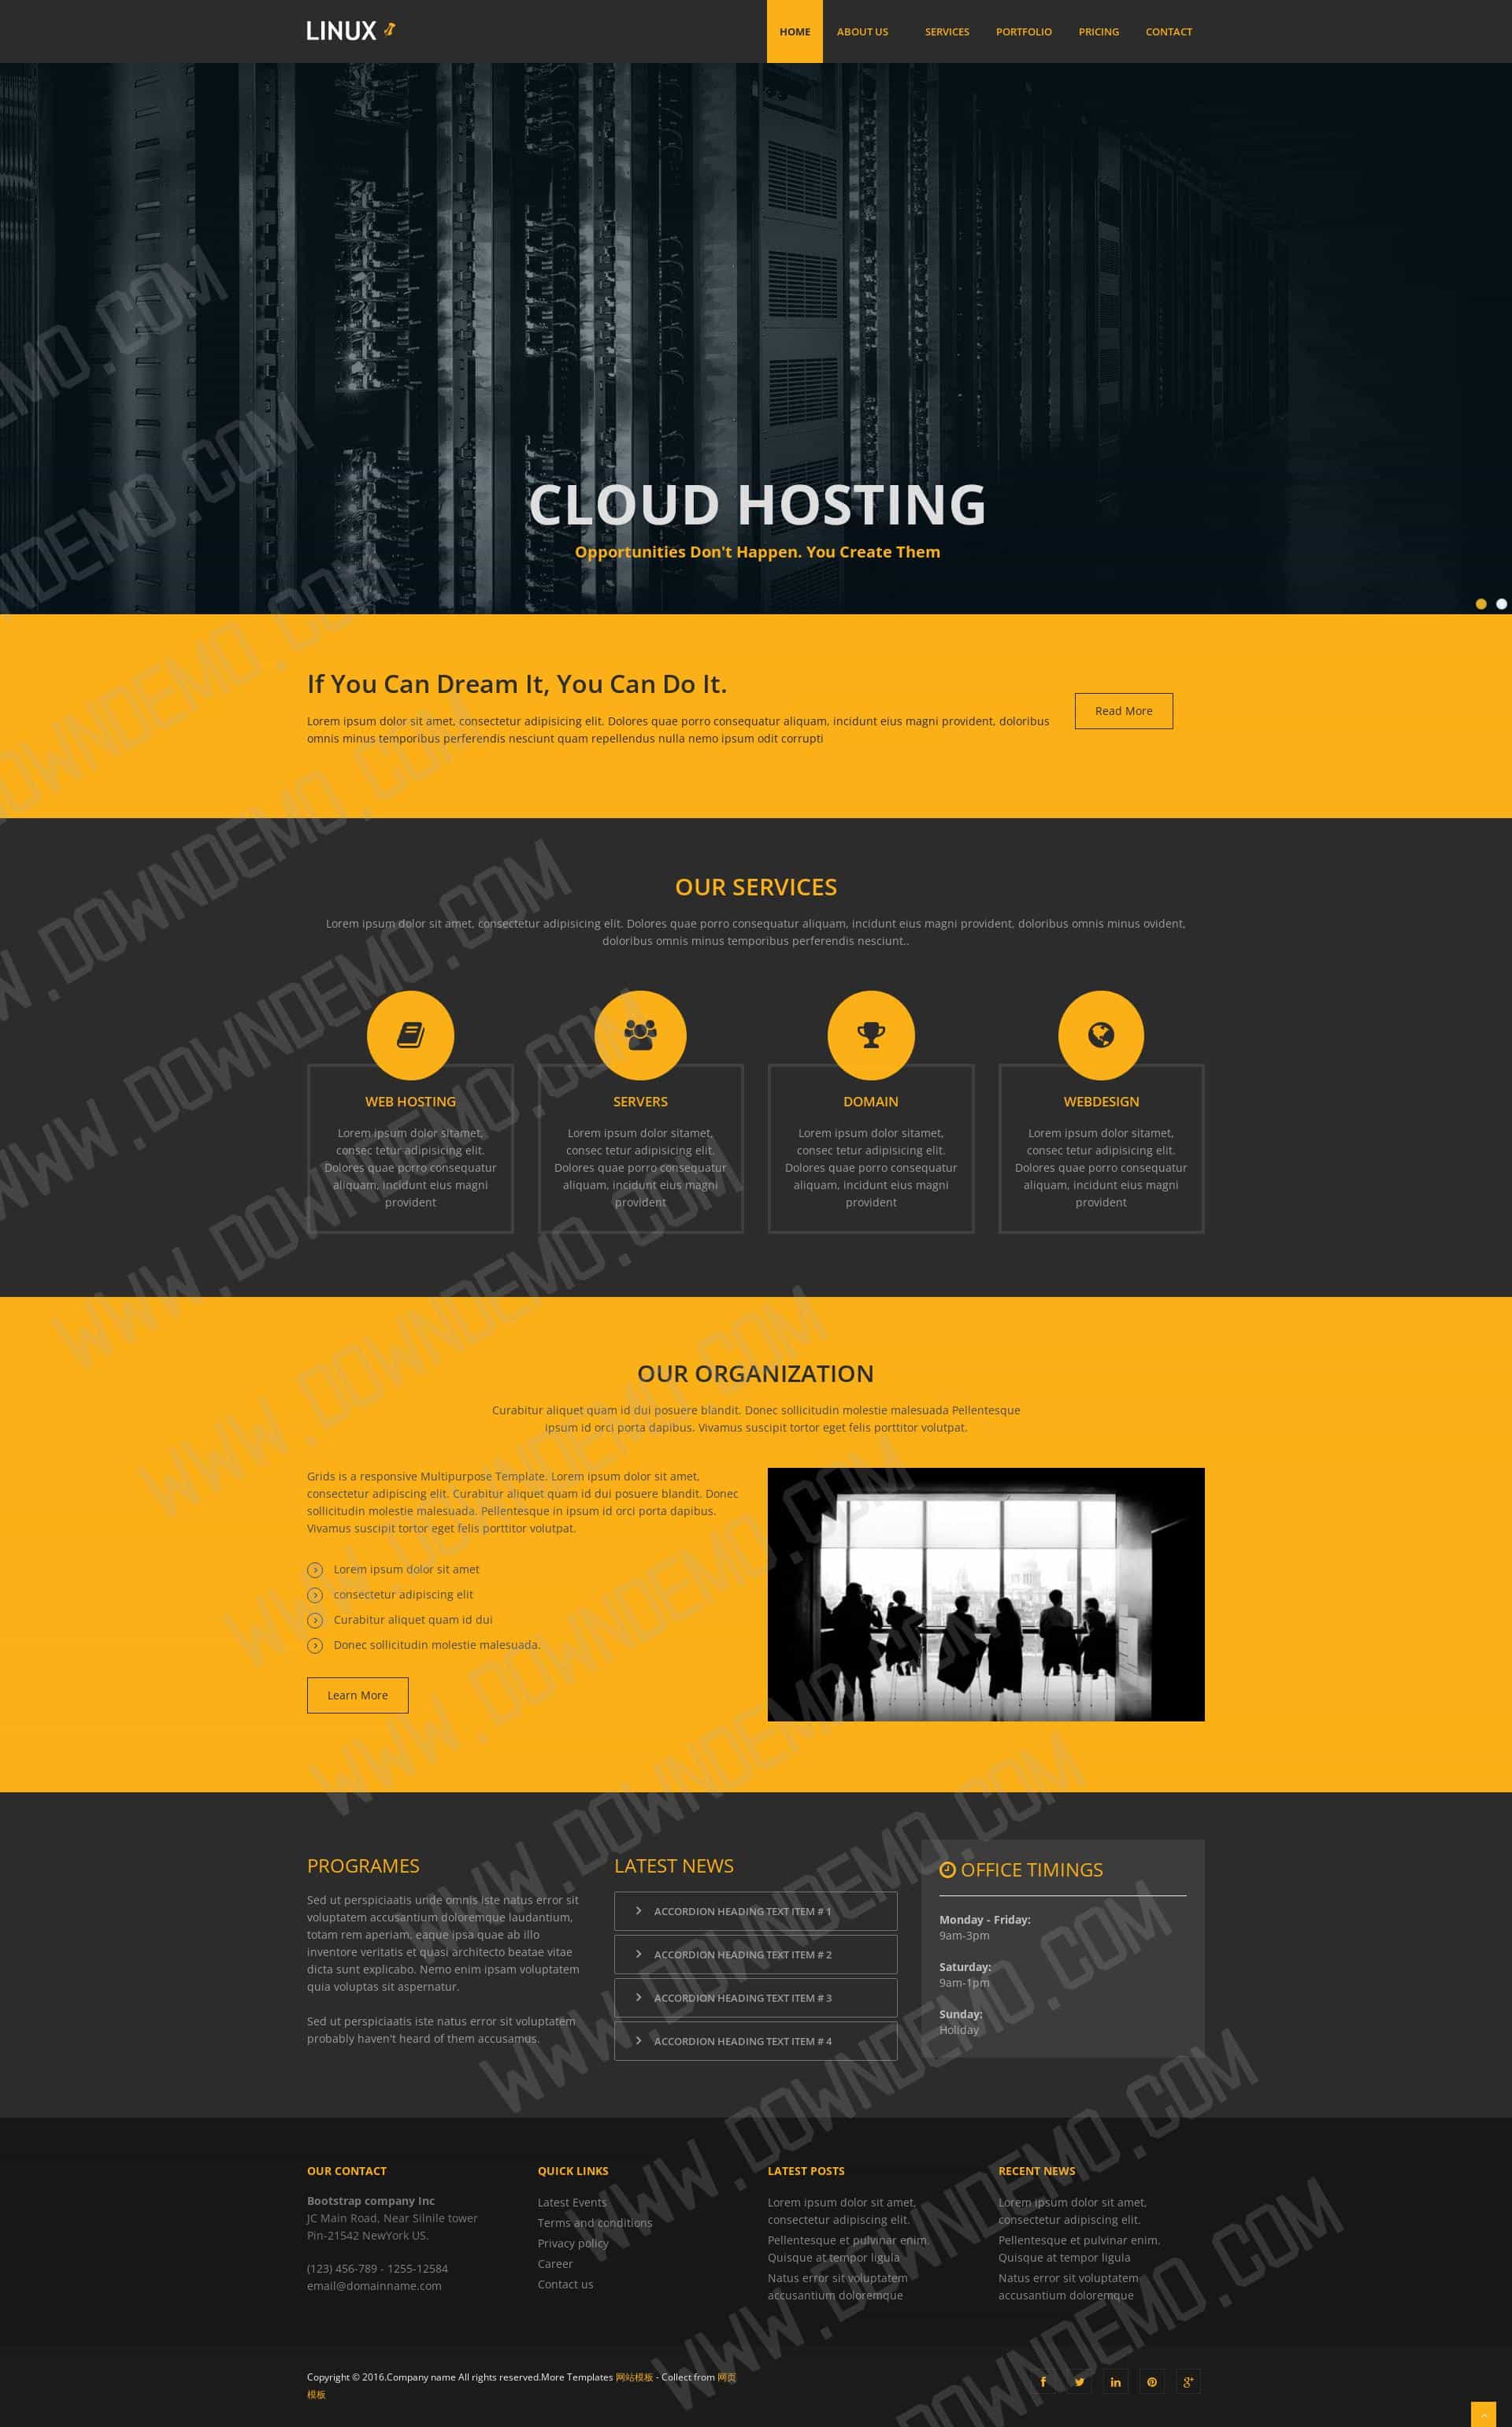 LINUX
HOME ABOUT US SERVICES PORTFOLIO PRICING CONTACT
CLOUD HOSTING
Opportunities Don't Happen. You Create Them
If You Can Dream It, You Can Do It.
Lorem ipsum dolor sit amet, consectetur adipisicing elit. Dolores quae porro consequatur aliquam, incidunt eius magni provident, doloribus
omnis minus temporibus perferendis nesciunt quam repellendus nulla nemo ipsum odit corrupti
Read More
OUR SERVICES
Lorem ipsum dolor sit amet, consectetur adipisicing elit. Dolores quae porro consequatur aliquam, incidunt eius magni provident, doloribus omnis minus ovident,
doloribus omnis minus temporibus perferendis nesciunt..
WEB HOSTING
Lorem ipsum dolor sitamet,
consec tetur adipisicing elit.
Dolores quae porro consequatur
aliquam, incidunt eius magni
provident
SERVERS
Lorem ipsum dolor sitamet,
consec tetur adipisicing elit.
Dolores quae porro consequatur
aliquam, incidunt eius magni
provident
DOMAIN
Lorem ipsum dolor sitamet,
consec tetur adipisicing elit.
Dolores quae porro consequatur
aliquam, incidunt eius magni
provident
WEBDESIGN
Lorem ipsum dolor sitamet,
consec tetur adipisicing elit.
Dolores quae porro consequatur
aliquam, incidunt eius magni
provident
OUR ORGANIZATION
Curabitur aliquet quam id dui posuere blandit. Donec sollicitudin molestie malesuada Pellentesque
ipsum id orci porta dapibus. Vivamus suscipit tortor eget felis porttitor volutpat.
Grids is a responsive Multipurpose Template. Lorem ipsum dolor sit amet,
consectetur adipiscing elit. Curabitur aliquet quam id dui posuere blandit. Donec
sollicitudin molestie malesuada. Pellentesque in ipsum id orci porta dapibus.
Vivamus suscipit tortor eget felis porttitor volutpat.
Lorem ipsum dolor sit amet
consectetur adipiscing elit
Curabitur aliquet quam id dui
Donec sollicitudin molestie malesuada.
Learn More
PROGRAMES
Sed ut perspiciaatis unde omnis iste natus error sit
voluptatem accusantium doloremque laudantium,
totam rem aperiam, eaque ipsa quae ab illo
inventore veritatis et quasi architecto beatae vitae
dicta sunt explicabo. Nemo enim ipsam voluptatem
quia voluptas sit aspernatur.
Sed ut perspiciaatis iste natus error sit voluptatem
probably haven't heard of them accusamus.
LATEST NEWS
ACCORDION HEADING TEXT ITEM # 1
ACCORDION HEADING TEXT ITEM # 2
ACCORDION HEADING TEXT ITEM # 3
ACCORDION HEADING TEXT ITEM # 4
OFFICE TIMINGS
Monday - Friday:
9am-3pm
Saturday:
9am-1pm
Sunday:
Holiday
OUR CONTACT
Bootstrap company Inc
JC Main Road, Near Silnile tower
Pin-21542 NewYork US.
(123) 456-789 - 1255-12584
email@domainname.com
QUICK LINKS
Latest Events
Terms and conditions
Privacy policy
Career
Contact us
LATEST POSTS
Lorem ipsum dolor sit amet,
consectetur adipiscing elit.
Pellentesque et pulvinar enim.
Quisque at tempor ligula
Natus error sit voluptatem
accusantium doloremque
RECENT NEWS
Lorem ipsum dolor sit amet,
consectetur adipiscing elit.
Pellentesque et pulvinar enim.
Quisque at tempor ligula
Natus error sit voluptatem
accusantium doloremque
Copyright © 2016.Company name All rights reserved.More Templates 网站模板 - Collect from 网页
模板
WWW.DOWNDEMO.COM